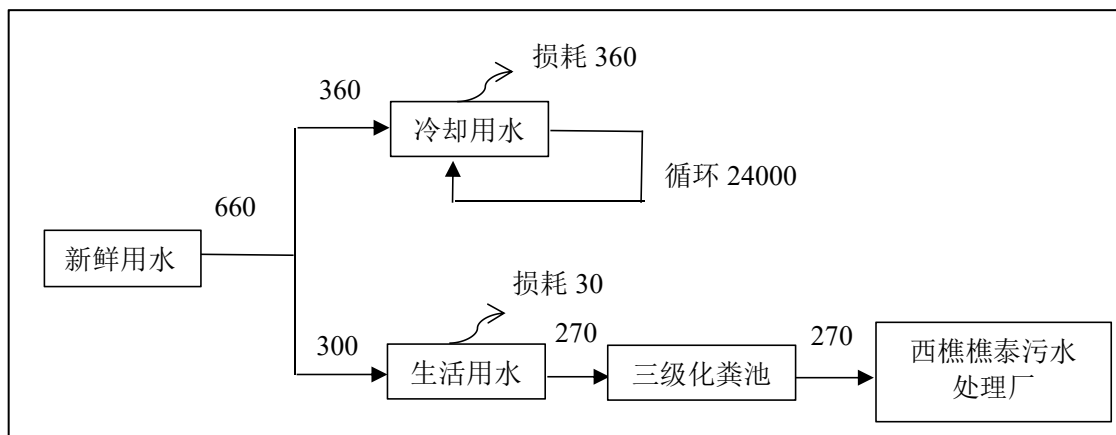 损耗 360
360
冷却用水
循环 24000
660
新鲜用水
损耗 30
300
生活用水
270
三级化粪池
270
西樵樵泰污水
处理厂